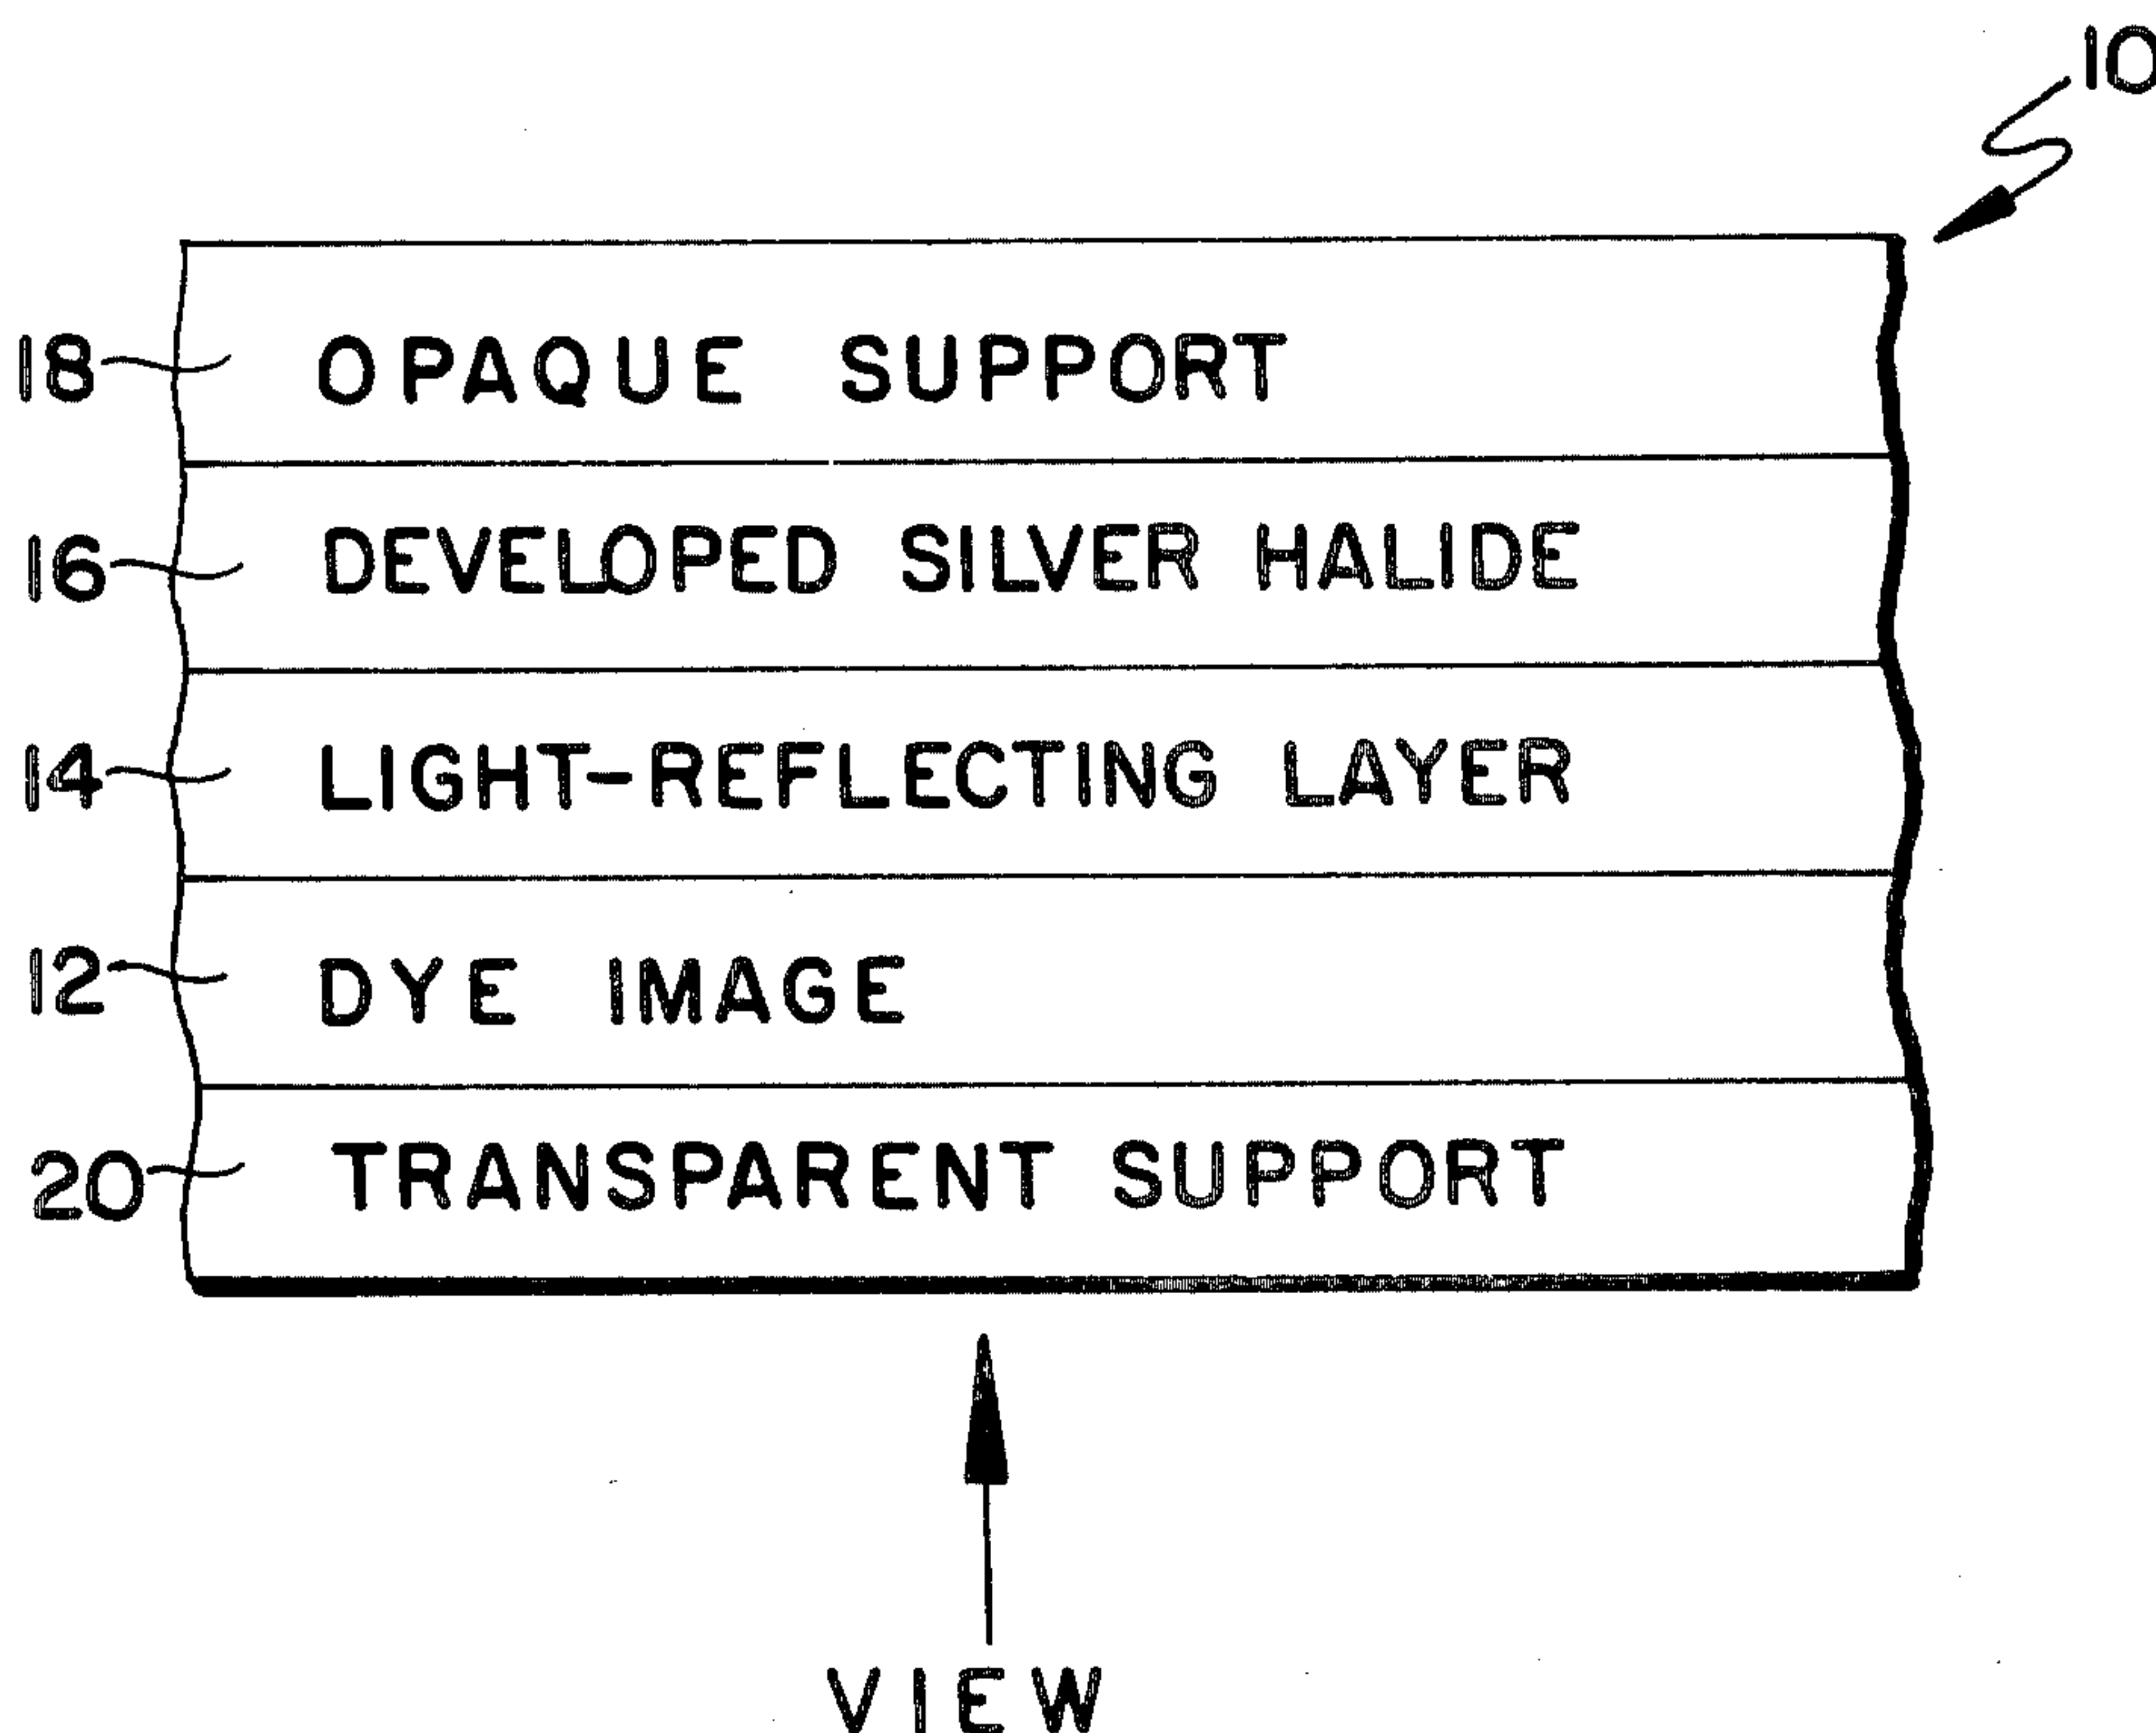 10
18 OPAQUE SUPPORT
16 DEVELOPED SILVER HALIDE
14 LIGHT-REFLECTING LAYER
12 DYE IMAGE
20 TRANSPARENT SUPPORT
VIEW